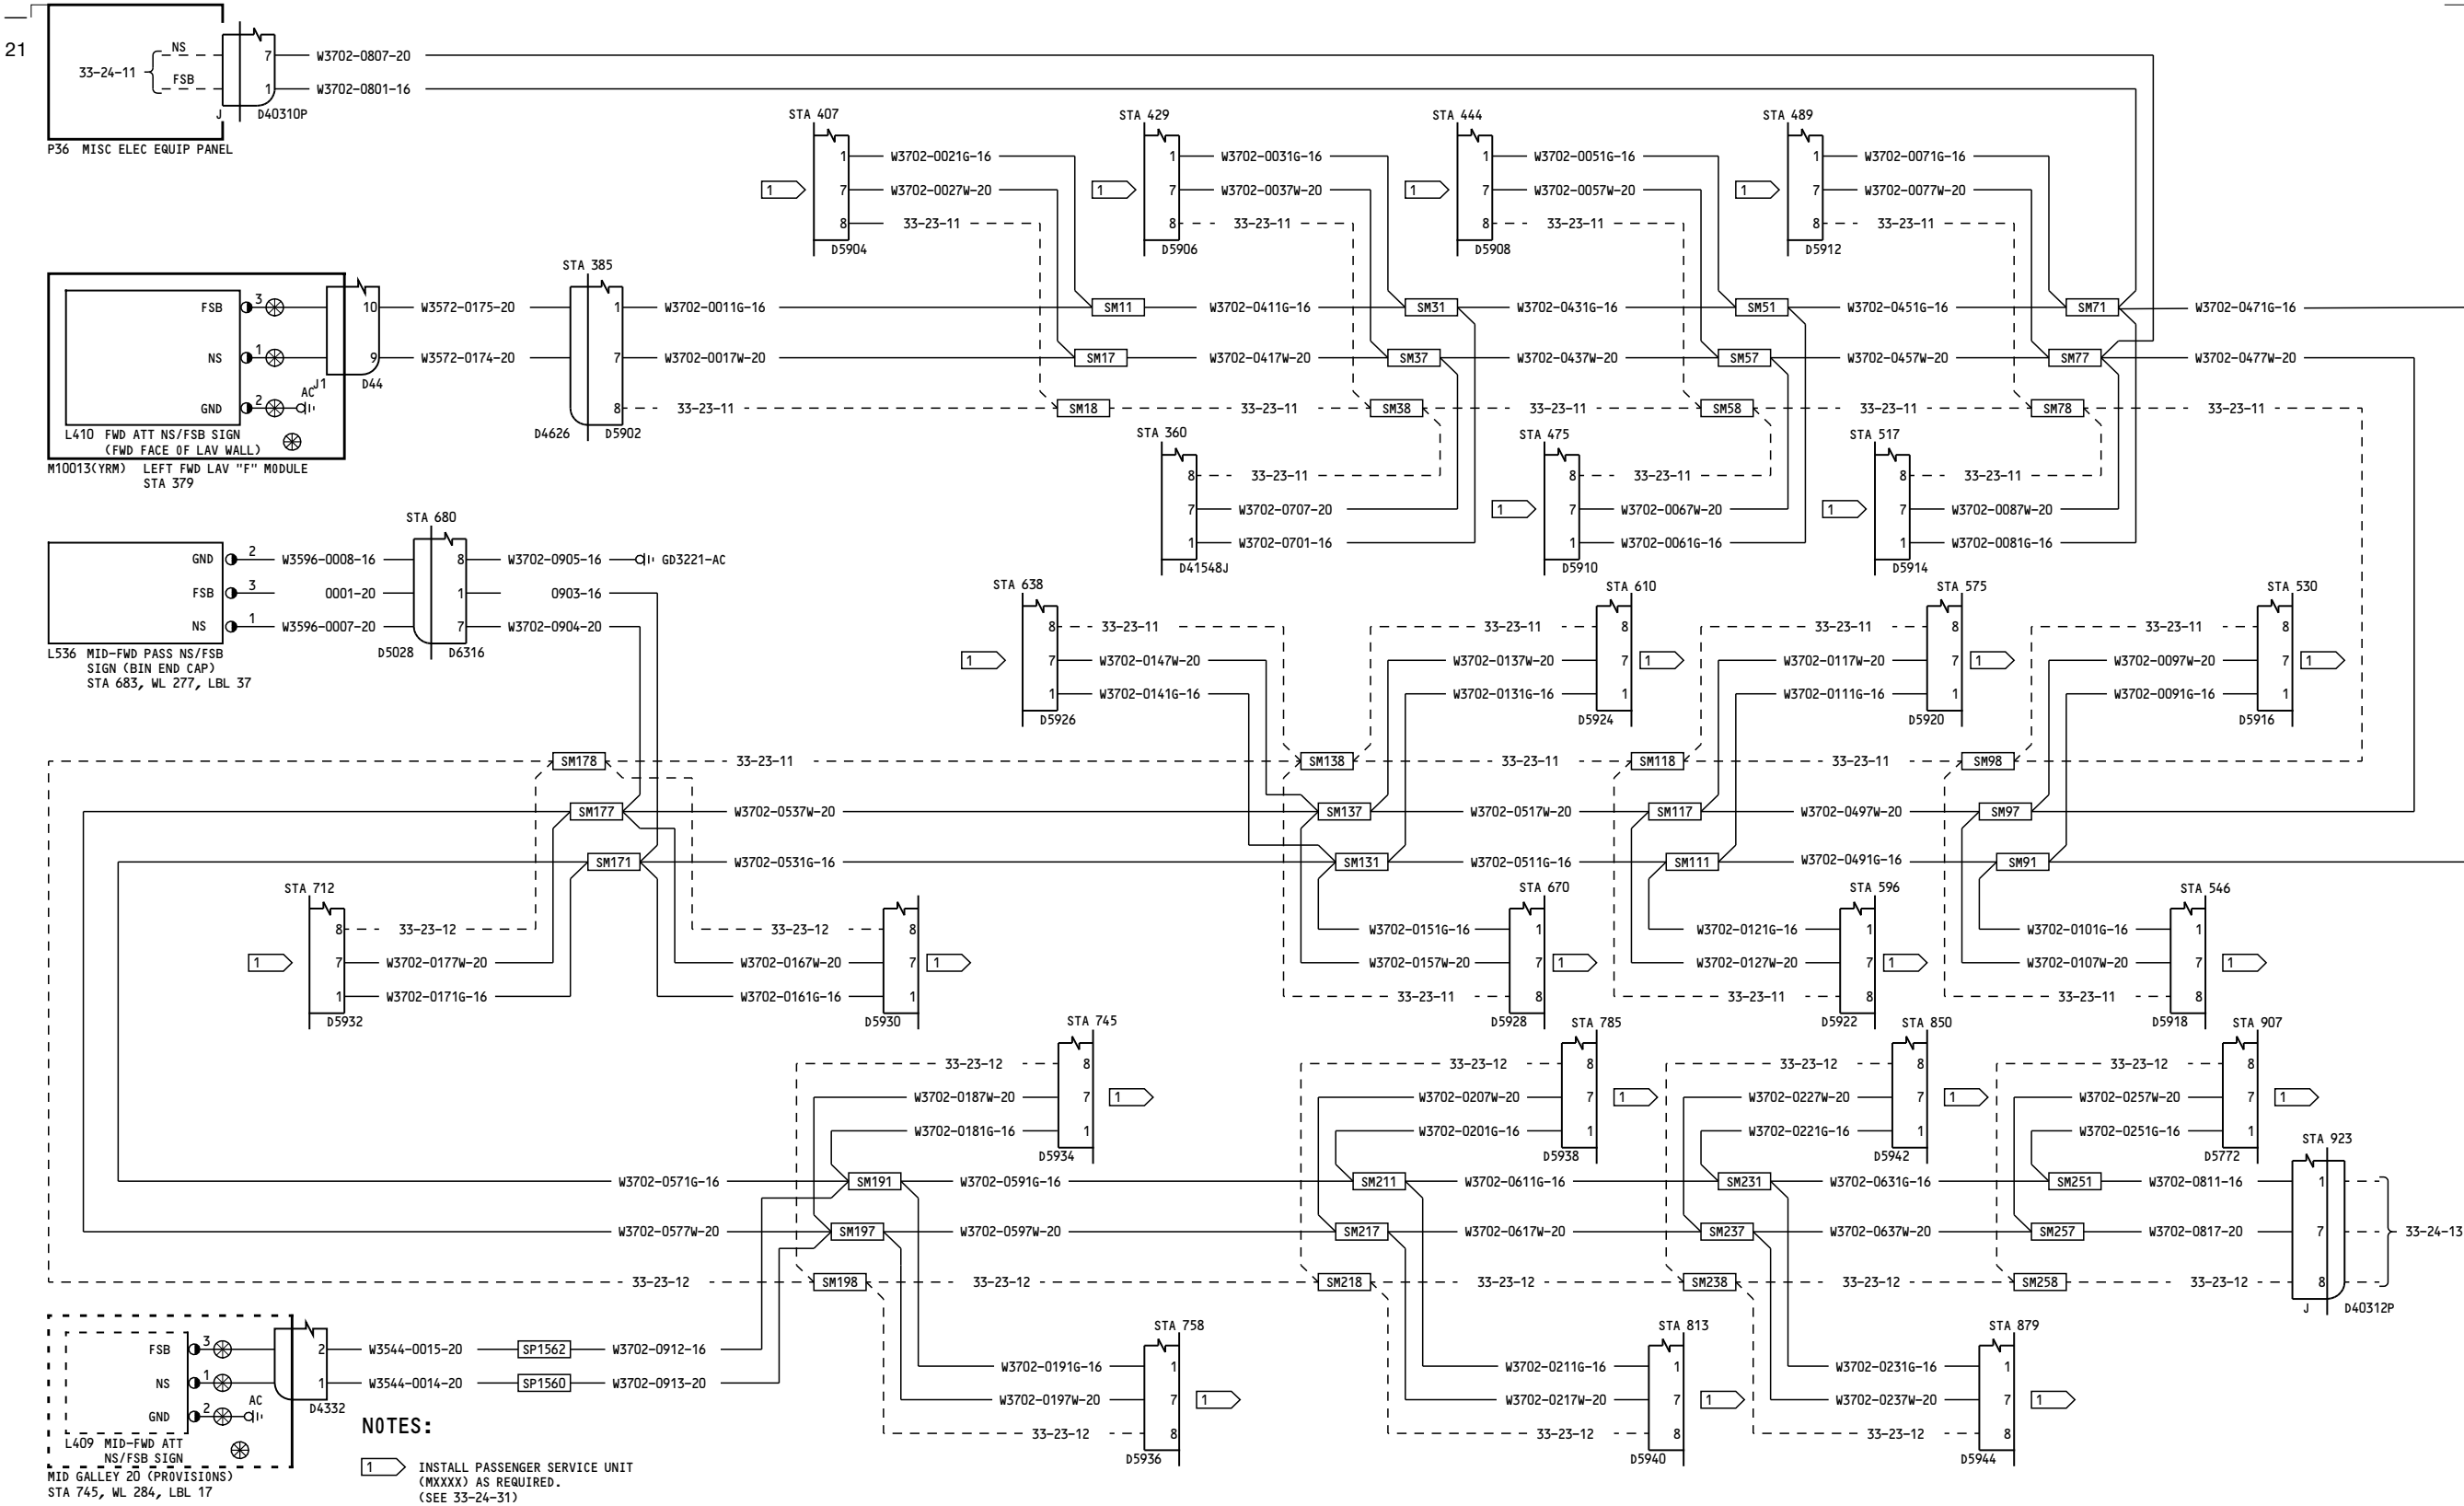 21
NS
33-24-11
FSB
7
W3702-0807-20
1
W3702-0801-16
J
D40310P
P36 MISC ELEC EQUIP PANEL
STA 407
1
W3702-0021G-16
1
7
W3702-0027W-20
8
33-23-11
D5904
STA 429
1
W3702-0031G-16
1
7
W3702-0037W-20
8
33-23-11
D5906
STA 444
1
W3702-0051G-16
1
7
W3702-0057W-20
8
33-23-11
D5908
STA 489
1
W3702-0071G-16
1
7
W3702-0077W-20
8
33-23-11
D5912
FSB
3
10
W3572-0175-20
NS
1
9
W3572-0174-20
GND
2
AC
J1
D44
L410 FWD ATT NS/FSB SIGN
(FWD FACE OF LAV WALL)
M10013(YRM) LEFT FWD LAV "F" MODULE
STA 379
STA 385
1
W3702-0011G-16
SM11
W3702-0411G-16
SM31
W3702-0431G-16
SM51
W3702-0451G-16
SM71
W3702-0471G-16
7
W3702-0017W-20
SM17
W3702-0417W-20
SM37
W3702-0437W-20
SM57
W3702-0457W-20
SM77
W3702-0477W-20
8
33-23-11
SM18
33-23-11
SM38
33-23-11
SM58
33-23-11
SM78
33-23-11
D4626
D5902
STA 360
8
33-23-11
7
W3702-0707-20
1
W3702-0701-16
D41548J
STA 475
8
33-23-11
1
7
W3702-0067W-20
1
W3702-0061G-16
D5910
STA 517
8
33-23-11
1
7
W3702-0087W-20
1
W3702-0081G-16
D5914
STA 680
GND
2
W3596-0008-16
8
W3702-0905-16
GD3221-AC
FSB
3
0001-20
1
0903-16
NS
1
W3596-0007-20
7
W3702-0904-20
D5028
D6316
L536 MID-FWD PASS NS/FSB
SIGN (BIN END CAP)
STA 683, WL 277, LBL 37
STA 638
8
33-23-11
1
7
W3702-0147W-20
1
W3702-0141G-16
D5926
STA 610
33-23-11
8
W3702-0137W-20
7
1
W3702-0131G-16
1
D5924
STA 575
33-23-11
8
W3702-0117W-20
7
1
W3702-0111G-16
1
D5920
STA 530
33-23-11
8
W3702-0097W-20
7
1
W3702-0091G-16
1
D5916
SM178
33-23-11
SM138
33-23-11
SM118
33-23-11
SM98
SM177
W3702-0537W-20
SM137
W3702-0517W-20
SM117
W3702-0497W-20
SM97
SM171
W3702-0531G-16
SM131
W3702-0511G-16
SM111
W3702-0491G-16
SM91
STA 712
8
33-23-12
1
7
W3702-0177W-20
1
W3702-0171G-16
D5932
33-23-12
8
W3702-0167W-20
7
1
W3702-0161G-16
1
D5930
STA 670
W3702-0151G-16
1
W3702-0157W-20
7
1
33-23-11
8
D5928
STA 596
W3702-0121G-16
1
W3702-0127W-20
7
1
33-23-11
8
D5922
STA 546
W3702-0101G-16
1
W3702-0107W-20
7
1
33-23-11
8
D5918
STA 745
33-23-12
8
W3702-0187W-20
7
1
W3702-0181G-16
1
D5934
STA 785
33-23-12
8
W3702-0207W-20
7
1
W3702-0201G-16
1
D5938
STA 850
33-23-12
8
W3702-0227W-20
7
1
W3702-0221G-16
1
D5942
STA 907
33-23-12
8
W3702-0257W-20
7
1
W3702-0251G-16
1
D5772
STA 923
W3702-0571G-16
SM191
W3702-0591G-16
SM211
W3702-0611G-16
SM231
W3702-0631G-16
SM251
W3702-0811-16
1
W3702-0577W-20
SM197
W3702-0597W-20
SM217
W3702-0617W-20
SM237
W3702-0637W-20
SM257
W3702-0817-20
7
33-24-13
33-23-12
SM198
33-23-12
SM218
33-23-12
SM238
33-23-12
SM258
33-23-12
8
J
D40312P
FSB
3
2
W3544-0015-20
SP1562
W3702-0912-16
NS
1
1
W3544-0014-20
SP1560
W3702-0913-20
GND
2
AC
D4332
L409 MID-FWD ATT
NS/FSB SIGN
MID GALLEY 20 (PROVISIONS)
STA 745, WL 284, LBL 17
STA 758
W3702-0191G-16
1
W3702-0197W-20
7
1
33-23-12
8
D5936
STA 813
W3702-0211G-16
1
W3702-0217W-20
7
1
33-23-12
8
D5940
STA 879
W3702-0231G-16
1
W3702-0237W-20
7
1
33-23-12
8
D5944
NOTES:
1
INSTALL PASSENGER SERVICE UNIT
(MXXXX) AS REQUIRED.
(SEE 33-24-31)